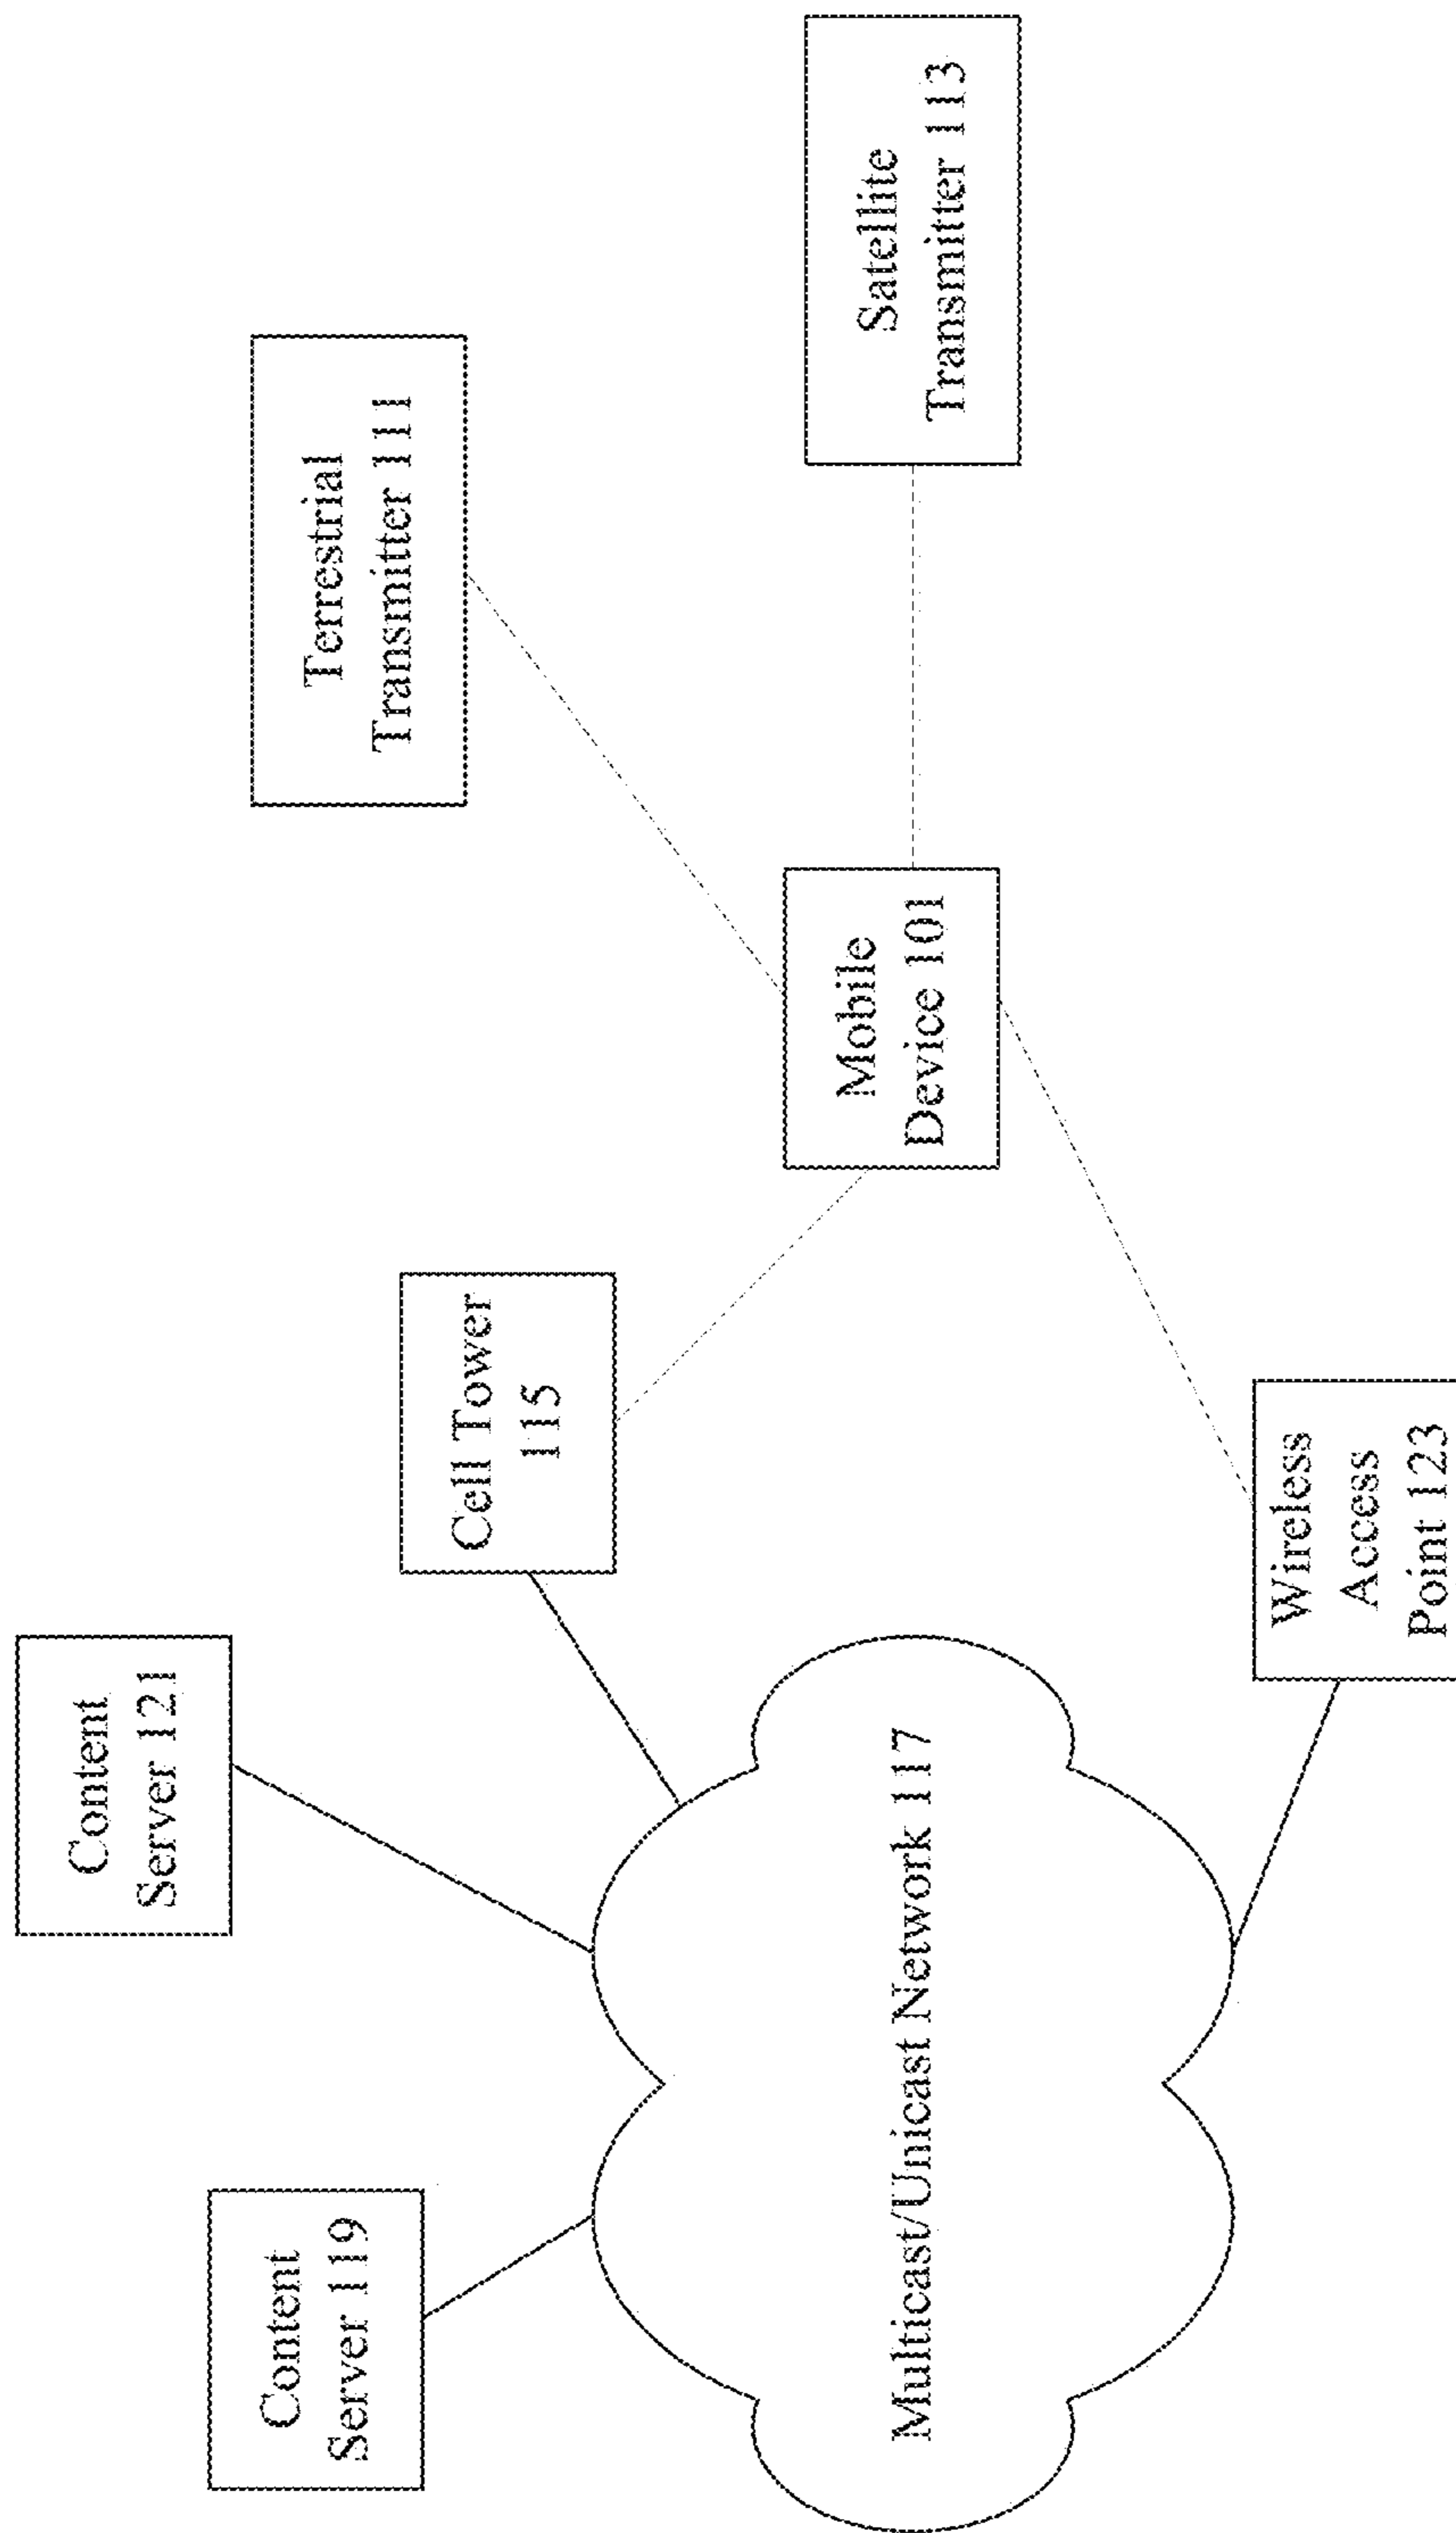 Content
Server 119
Content
Server 121
Cell Tower
115
Terrestrial
Transmitter 111
Multicast/Unicast Network 117
Mobile
Device 101
Satellite
Transmitter 113
Wireless
Access
Point 123